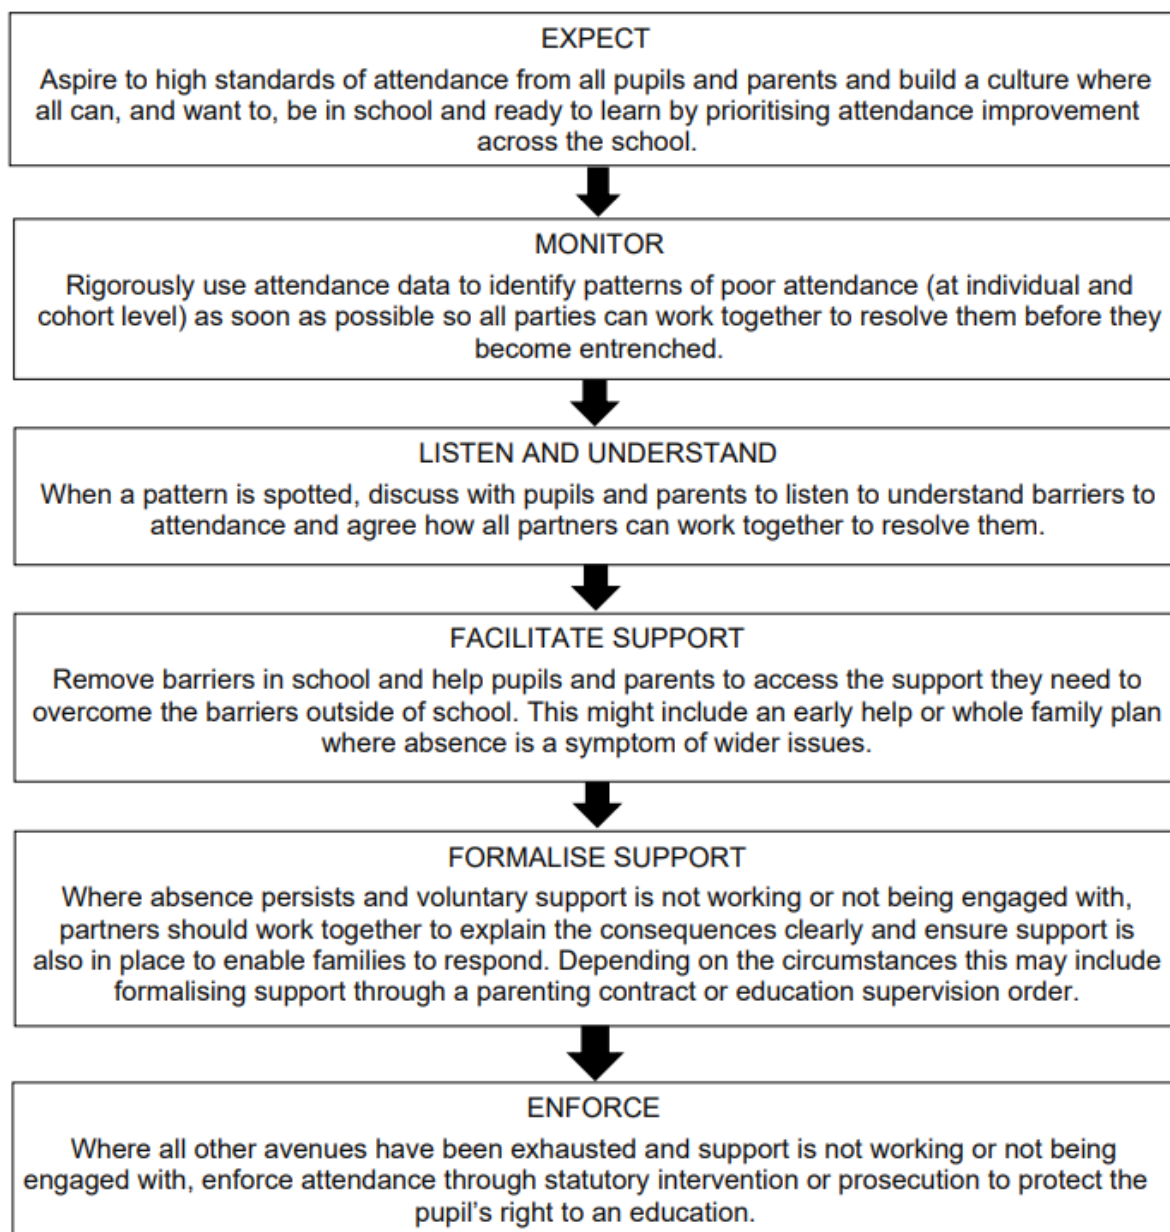 EXPECT
Aspire to high standards of attendance from all pupils and parents and build a culture where
all can, and want to, be in school and ready to learn by prioritising attendance improvement
across the school.
MONITOR
Rigorously use attendance data to identify patterns of poor attendance (at individual and
cohort level) as soon as possible so all parties can work together to resolve them before they
become entrenched.
LISTEN AND UNDERSTAND
When a pattern is spotted, discuss with pupils and parents to listen to understand barriers to
attendance and agree how all partners can work together to resolve them.
FACILITATE SUPPORT
Remove barriers in school and help pupils and parents to access the support they need to
overcome the barriers outside of school. This might include an early help or whole family plan
where absence is a symptom of wider issues.
FORMALISE SUPPORT
Where absence persists and voluntary support is not working or not being engaged with,
partners should work together to explain the consequences clearly and ensure support is
also in place to enable families to respond. Depending on the circumstances this may include
formalising support through a parenting contract or education supervision order.
ENFORCE
Where all other avenues have been exhausted and support is not working or not being
engaged with, enforce attendance through statutory intervention or prosecution to protect the
pupil's right to an education.